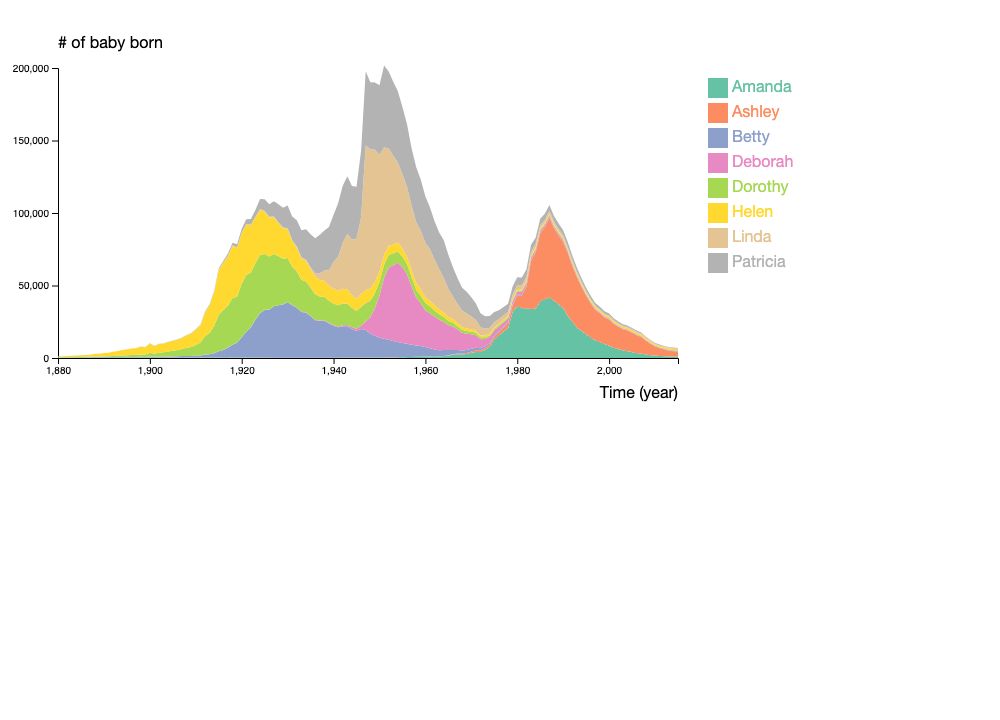 # of baby born
200,000
150,000
100,000
50,000
0
1,880 1,900 1,920 1,940 1,960 1,980 2,000
Time (year)
Amanda
Ashley
Betty
Deborah
Dorothy
Helen
Linda
Patricia